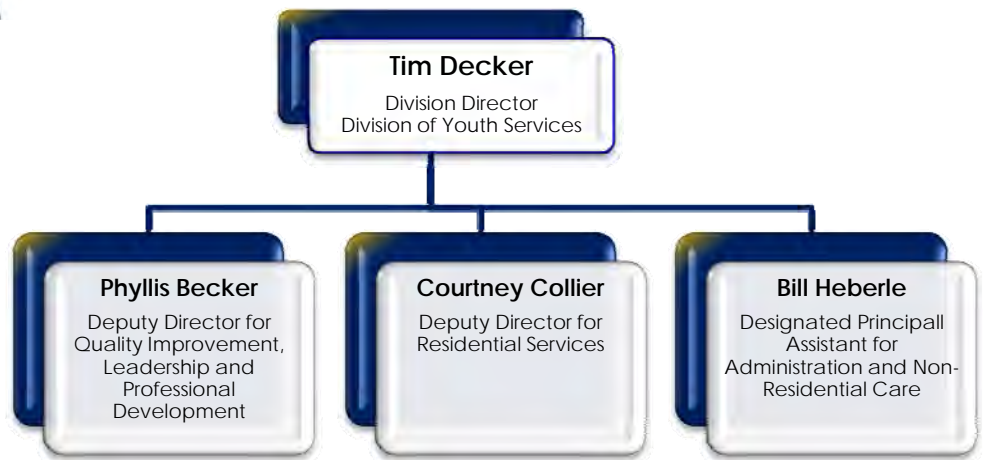 Tim Decker
Division Director
Division of Youth Services
Phyllis Becker
Deputy Director for
Quality Improvement,
Leadership and
Professional
Development
Courtney Collier
Deputy Director for
Residential Services
Bill Heberle
Designated Principall
Assistant for
Administration and Non-
Residential Care